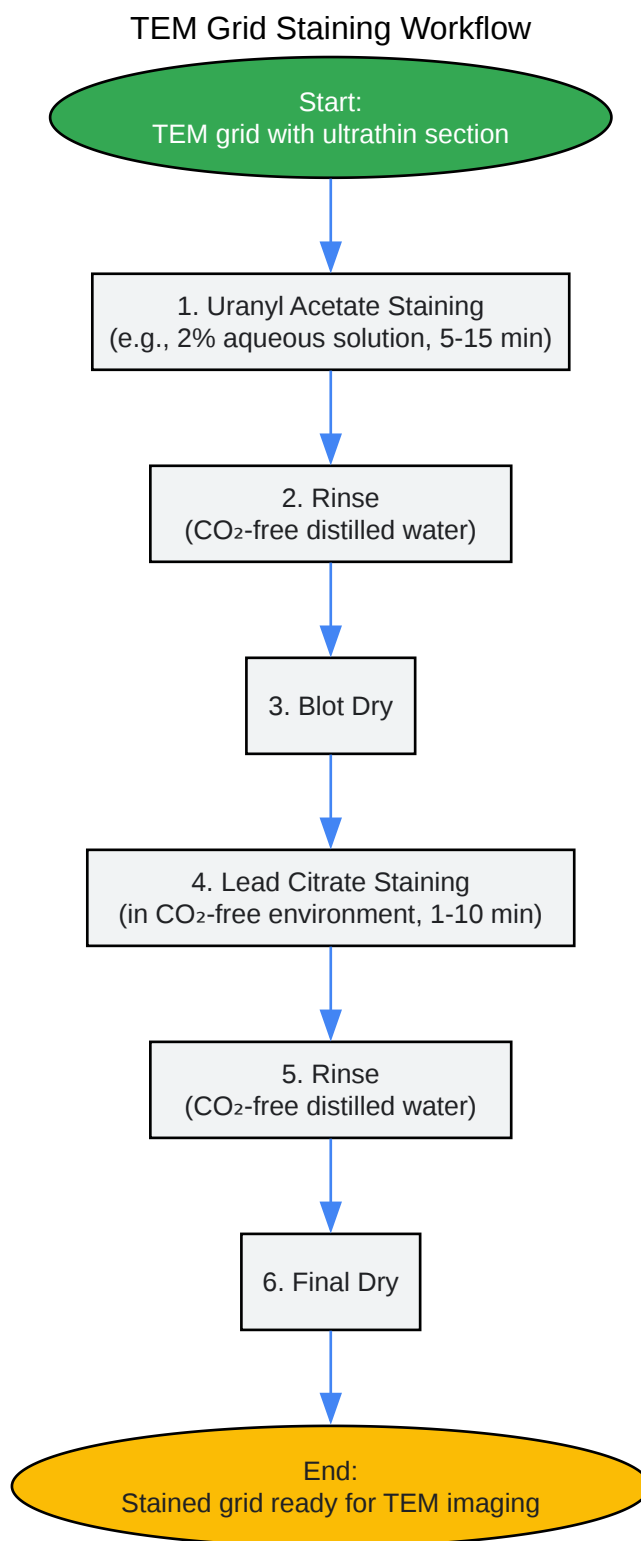 TEM Grid Staining Workflow
Start:
TEM grid with ultrathin section
1. Uranyl Acetate Staining
(e.g., 2% aqueous solution, 5-15 min)
2. Rinse
(CO₂-free distilled water)
3. Blot Dry
4. Lead Citrate Staining
(in CO₂-free environment, 1-10 min)
5. Rinse
(CO₂-free distilled water)
6. Final Dry
End:
Stained grid ready for TEM imaging